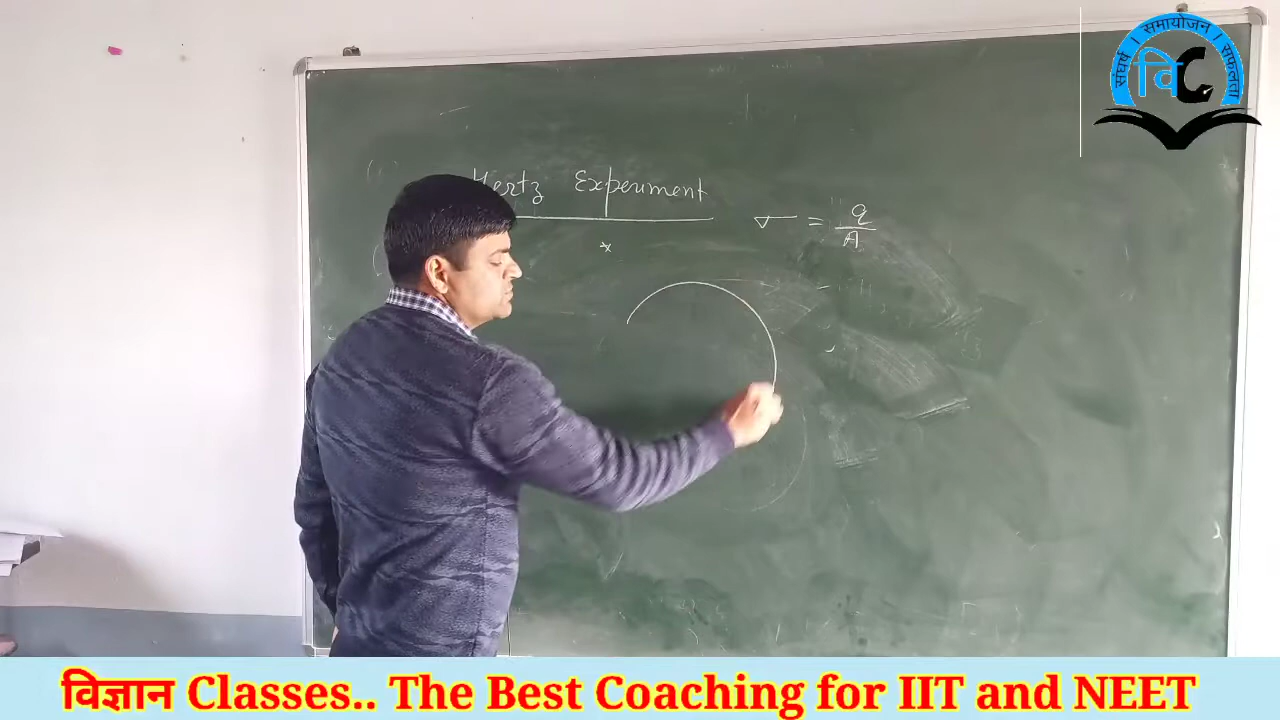 संघर्ष । समायोजन । सफलता
विC
Hertz Experiment
σ = q/A
विज्ञान Classes.. The Best Coaching for IIT and NEET